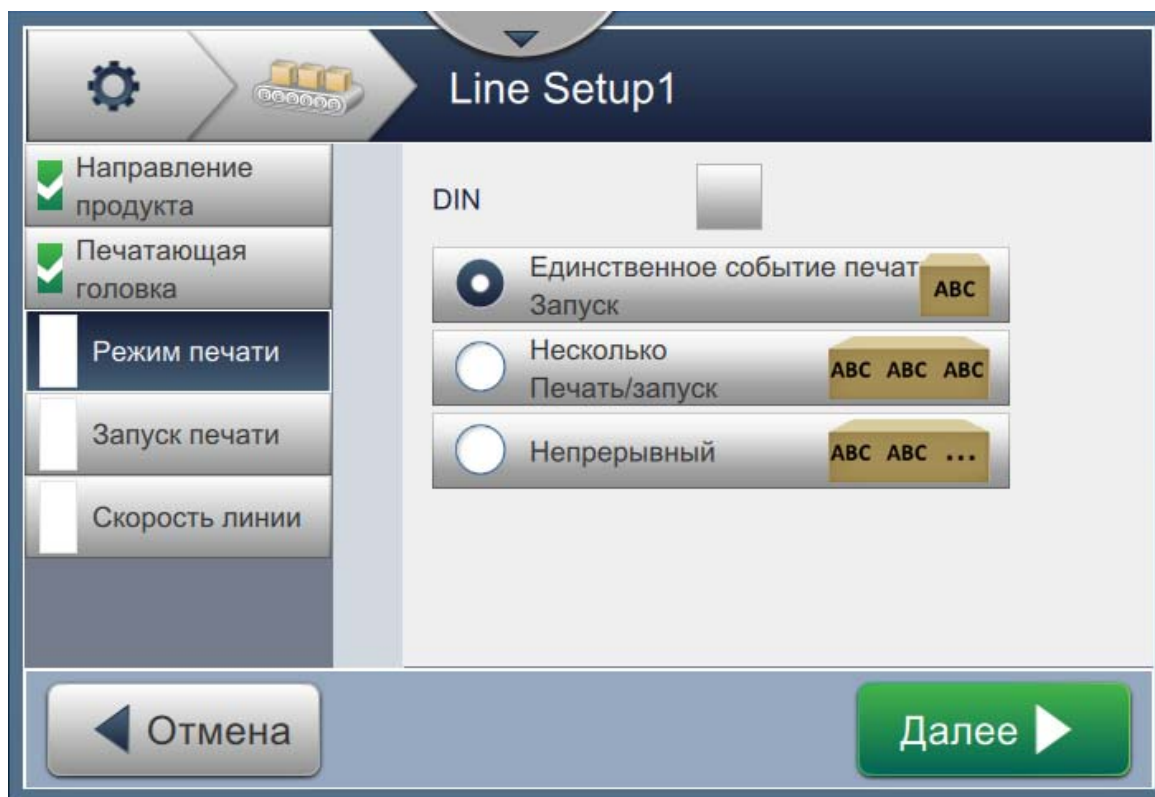 Line Setup1
Направление
продукта
Печатающая
головка
Режим печати
Запуск печати
Скорость линии
DIN
Единственное событие печат
Запуск
ABC
Несколько
Печать/запуск
ABC ABC ABC
Непрерывный
ABC ABC ...
Отмена
Далее